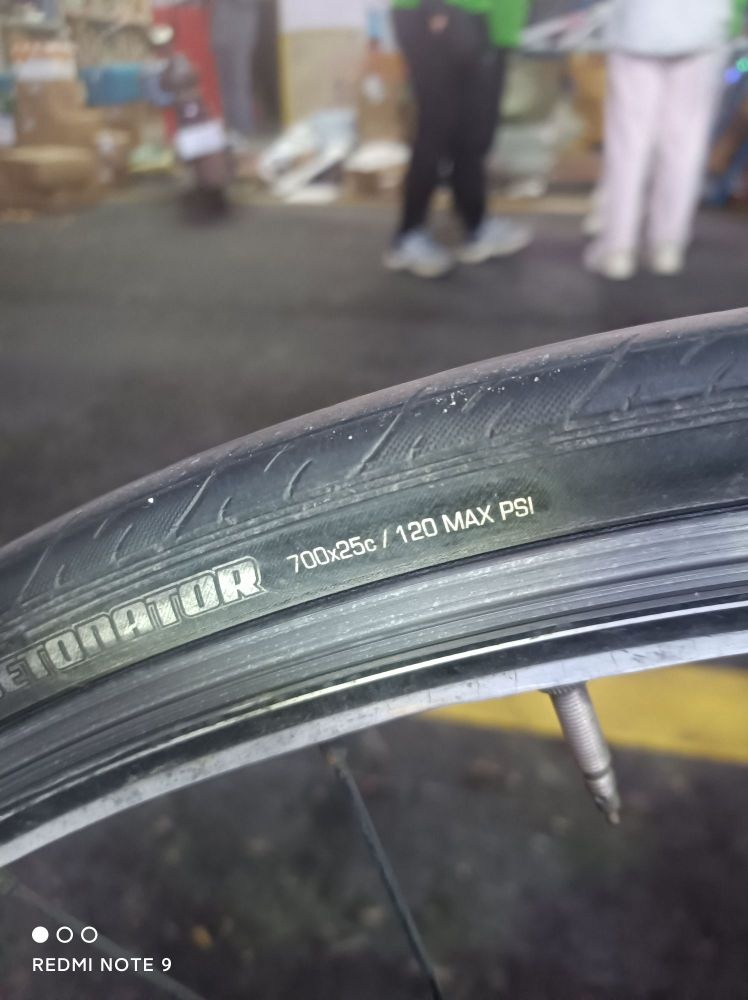 700x25c / 120 MAX PSI
ETONATOR
REDMI NOTE 9